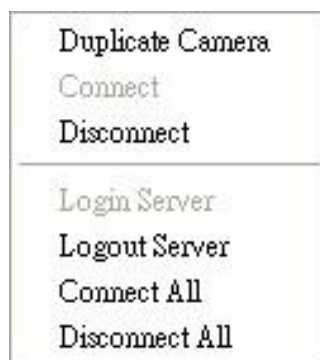 Duplicate Camera
Connect
Disconnect
Login Server
Logout Server
Connect All
Disconnect All